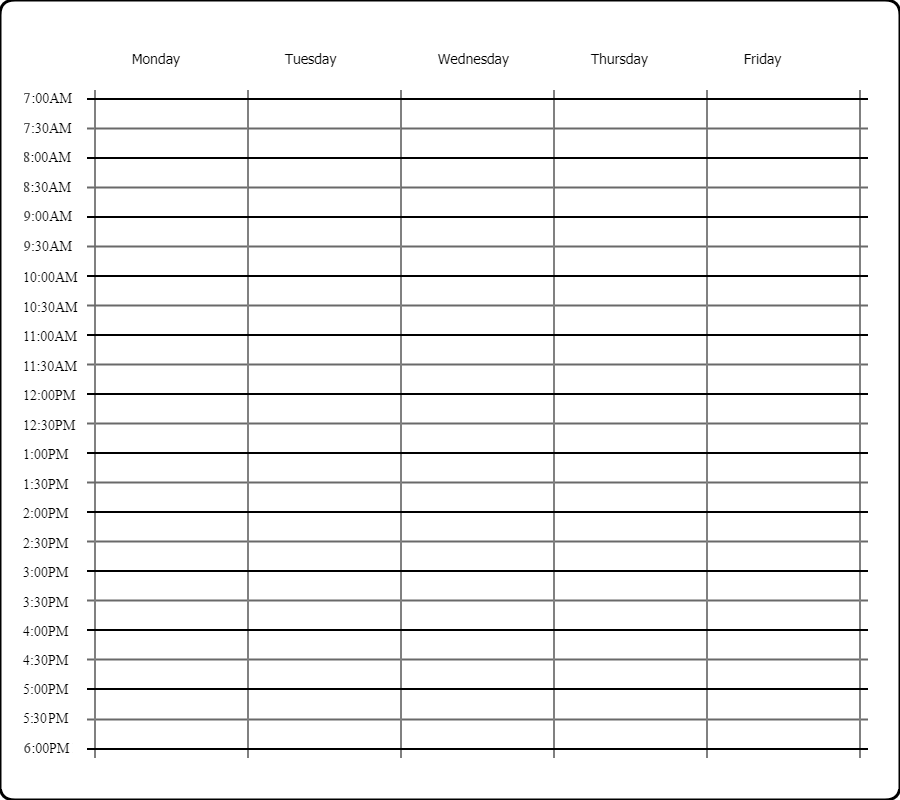 Monday Tuesday Wednesday Thursday Friday
7:00AM
7:30AM
8:00AM
8:30AM
9:00AM
9:30AM
10:00AM
10:30AM
11:00AM
11:30AM
12:00PM
12:30PM
1:00PM
1:30PM
2:00PM
2:30PM
3:00PM
3:30PM
4:00PM
4:30PM
5:00PM
5:30PM
6:00PM